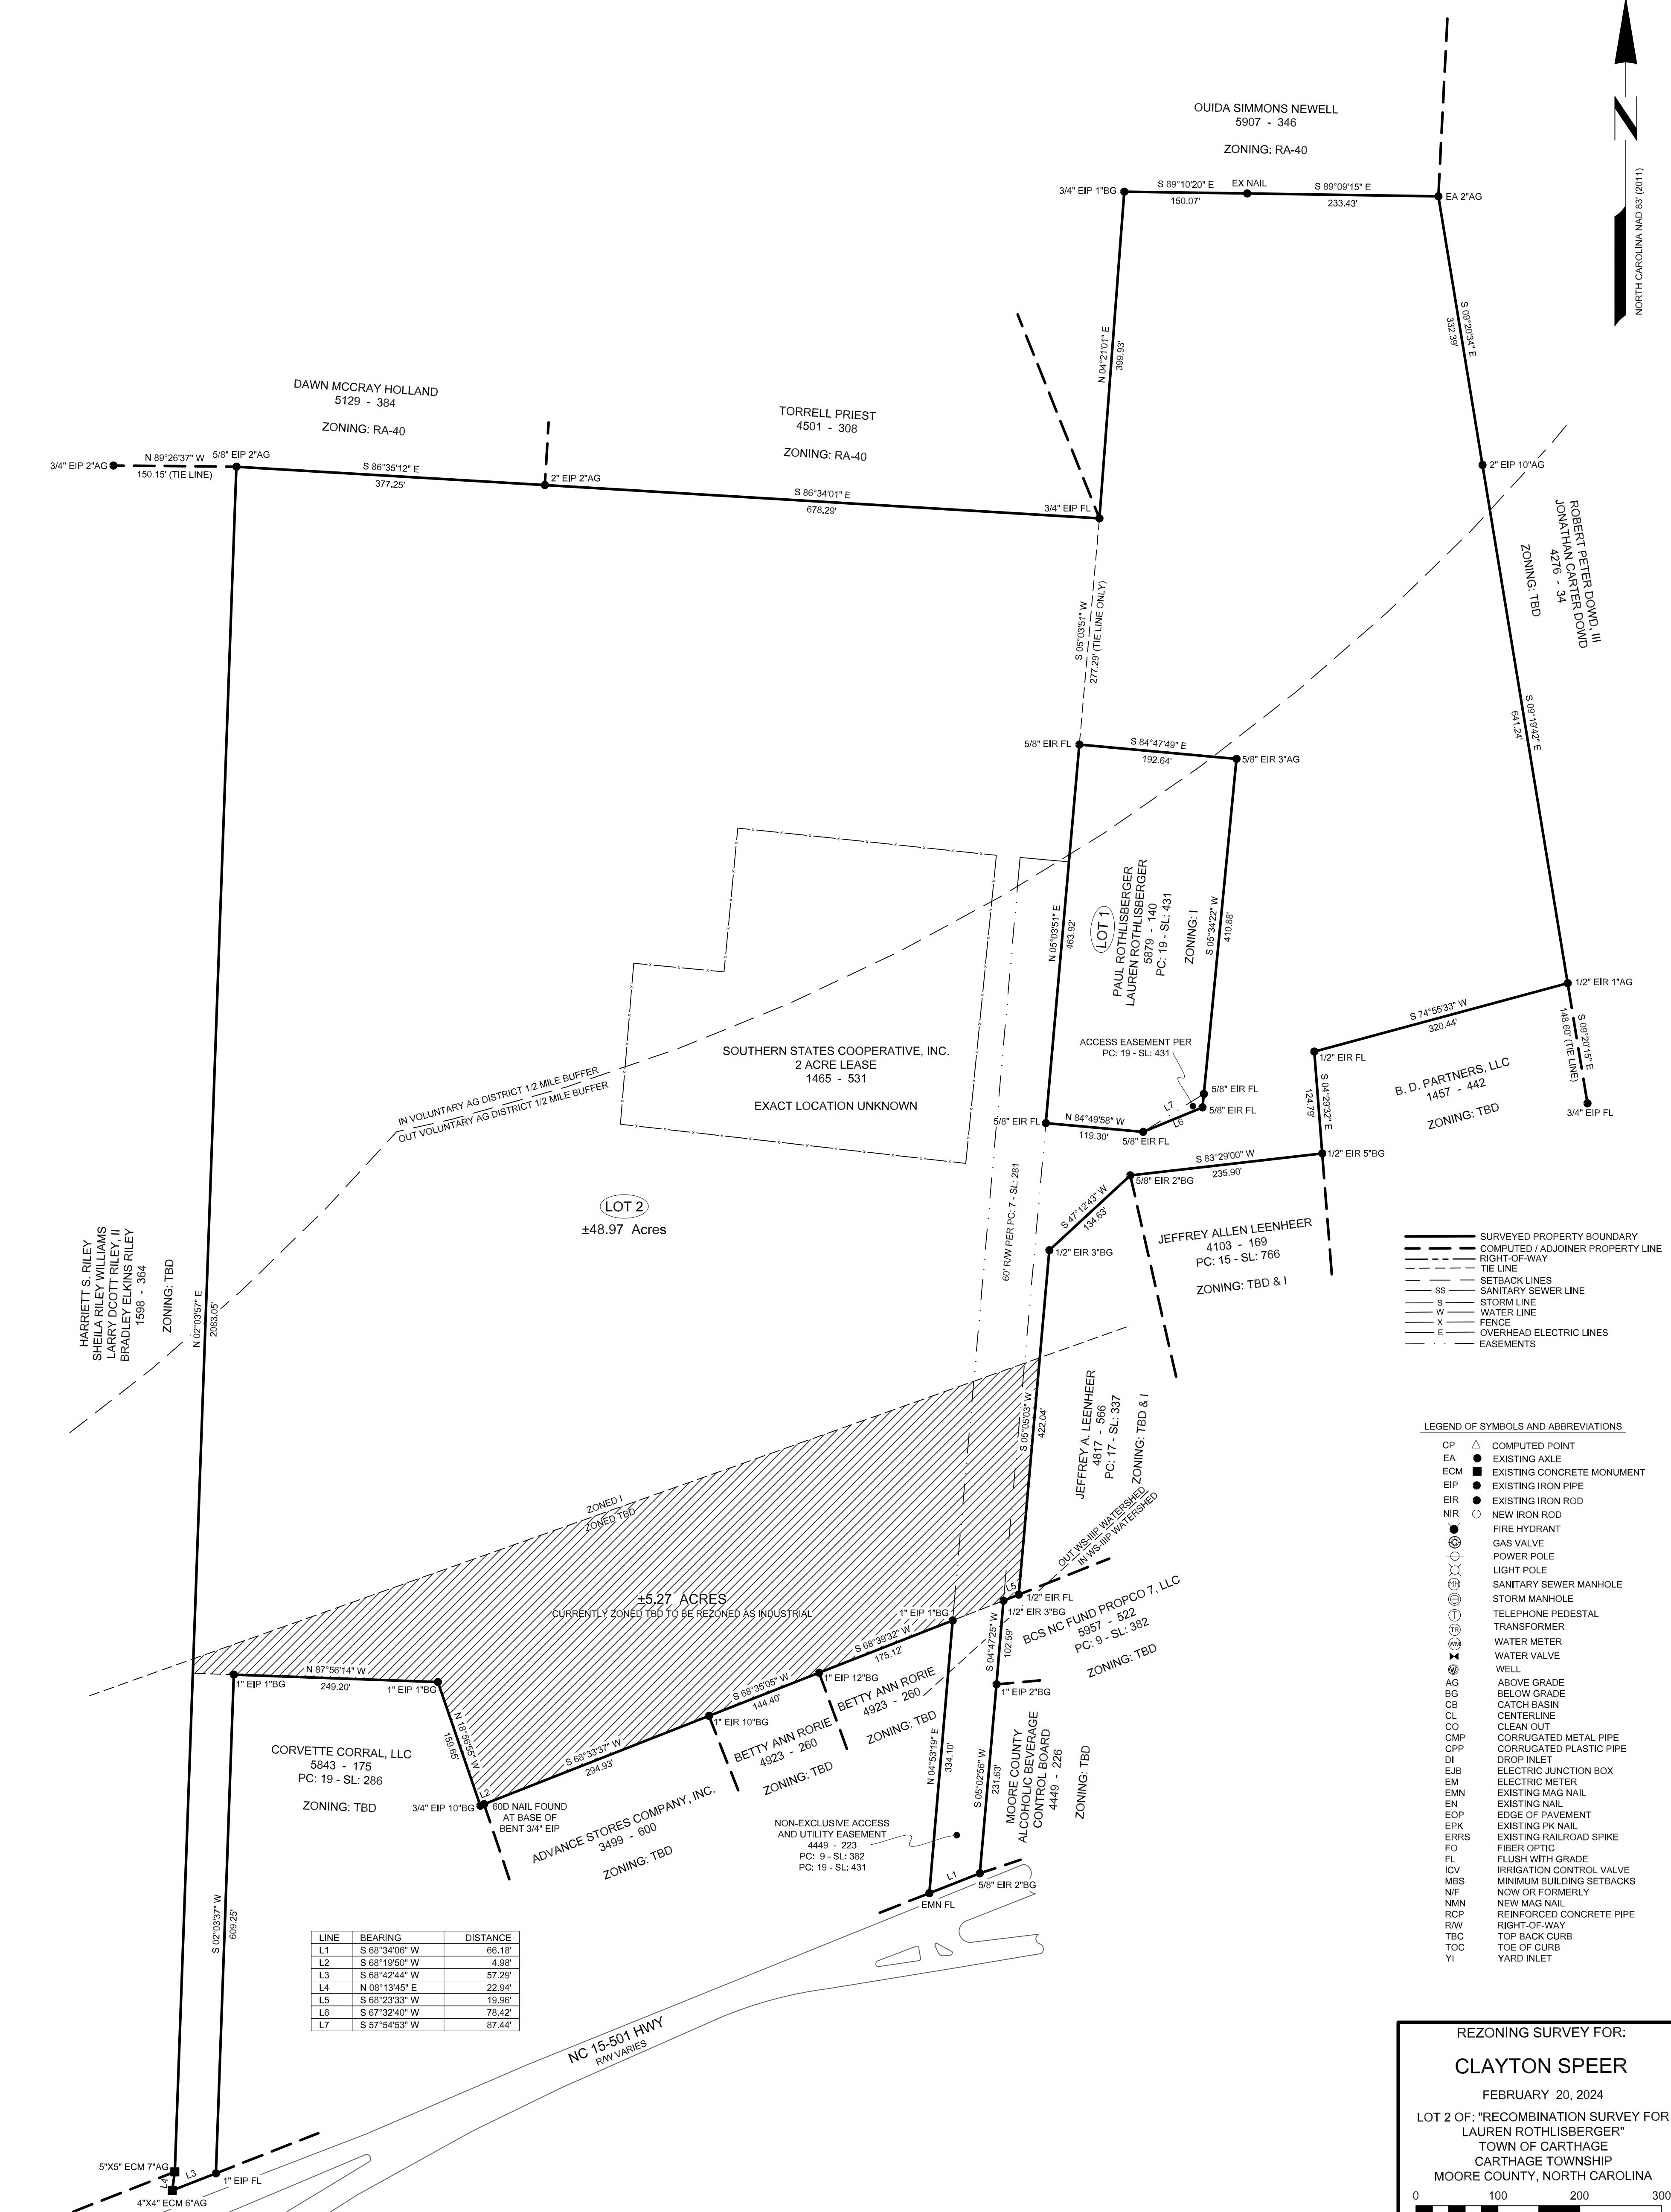 OUIDA SIMMONS NEWELL
5907 - 346
ZONING: RA-40
NORTH CAROLINA NAD 83' (2011)
N
3/4" EIP 1"BG
S 89°10'20" E
150.07'
EX NAIL
S 89°09'15" E
233.43'
EA 2"AG
S 09°20'34" E
332.39'
N 04°21'01" E
399.93'
DAWN MCCRAY HOLLAND
5129 - 384
ZONING: RA-40
TORRELL PRIEST
4501 - 308
ZONING: RA-40
3/4" EIP 2"AG
N 89°26'37" W
150.15' (TIE LINE)
5/8" EIP 2"AG
S 86°35'12" E
377.25'
2" EIP 2"AG
S 86°34'01" E
678.29'
3/4" EIP FL
2" EIP 10"AG
ROBERT PETER DOWD, III
JONATHAN CARTER DOWD
4276 - 34
ZONING: TBD
S 05°03'51" W
277.29' (TIE LINE ONLY)
S 09°19'42" E
641.24'
5/8" EIR FL
S 84°47'49" E
192.64'
5/8" EIR 3"AG
N 05°03'51" E
463.92'
LOT 1
PAUL ROTHLISBERGER
LAUREN ROTHLISBERGER
5879 - 140
PC: 19 - SL: 431
ZONING: I
S 05°34'22" W
410.88'
1/2" EIR 1"AG
S 74°55'33" W
320.44'
S 09°20'15" E
148.60' (TIE LINE)
SOUTHERN STATES COOPERATIVE, INC.
2 ACRE LEASE
1465 - 531
EXACT LOCATION UNKNOWN
ACCESS EASEMENT PER
PC: 19 - SL: 431
1/2" EIR FL
B. D. PARTNERS, LLC
1457 - 442
ZONING: TBD
IN VOLUNTARY AG DISTRICT 1/2 MILE BUFFER
OUT VOLUNTARY AG DISTRICT 1/2 MILE BUFFER
5/8" EIR FL
5/8" EIR FL
L7
L6
S 04°29'32" E
124.79'
3/4" EIP FL
5/8" EIR FL
N 84°49'58" W
119.30'
5/8" EIR FL
1/2" EIR 5"BG
S 83°29'00" W
235.90'
5/8" EIR 2"BG
60' R/W PER PC: 7 - SL: 281
S 47°12'43" W
134.63'
LOT 2
±48.97 Acres
JEFFREY ALLEN LEENHEER
4103 - 169
PC: 15 - SL: 766
ZONING: TBD & I
1/2" EIR 3"BG
HARRIETT S. RILEY
SHEILA RILEY WILLIAMS
LARRY DCOTT RILEY, II
BRADLEY ELKINS RILEY
1598 - 364
ZONING: TBD
N 02°03'57" E
2083.05'
SURVEYED PROPERTY BOUNDARY
COMPUTED / ADJOINER PROPERTY LINE
RIGHT-OF-WAY
TIE LINE
SETBACK LINES
SS SANITARY SEWER LINE
S STORM LINE
W WATER LINE
X FENCE
E OVERHEAD ELECTRIC LINES
EASEMENTS
S 05°05'03" W
422.04'
JEFFREY A. LEENHEER
4817 - 566
PC: 17 - SL: 337
ZONING: TBD & I
OUT WS-IIIP WATERSHED
IN WS-IIIP WATERSHED
LEGEND OF SYMBOLS AND ABBREVIATIONS
CP COMPUTED POINT
EA EXISTING AXLE
ECM EXISTING CONCRETE MONUMENT
EIP EXISTING IRON PIPE
EIR EXISTING IRON ROD
NIR NEW IRON ROD
FIRE HYDRANT
G GAS VALVE
POWER POLE
LIGHT POLE
MH SANITARY SEWER MANHOLE
STORM MANHOLE
T TELEPHONE PEDESTAL
TR TRANSFORMER
WM WATER METER
WATER VALVE
W WELL
AG ABOVE GRADE
BG BELOW GRADE
CB CATCH BASIN
CL CENTERLINE
CO CLEAN OUT
CMP CORRUGATED METAL PIPE
CPP CORRUGATED PLASTIC PIPE
DI DROP INLET
EJB ELECTRIC JUNCTION BOX
EM ELECTRIC METER
EMN EXISTING MAG NAIL
EN EXISTING NAIL
EOP EDGE OF PAVEMENT
EPK EXISTING PK NAIL
ERRS EXISTING RAILROAD SPIKE
FO FIBER OPTIC
FL FLUSH WITH GRADE
ICV IRRIGATION CONTROL VALVE
MBS MINIMUM BUILDING SETBACKS
N/F NOW OR FORMERLY
NMN NEW MAG NAIL
RCP REINFORCED CONCRETE PIPE
R/W RIGHT-OF-WAY
TBC TOP BACK CURB
TOC TOE OF CURB
YI YARD INLET
ZONED I
ZONED TBD
±5.27 ACRES
CURRENTLY ZONED TBD TO BE REZONED AS INDUSTRIAL
1" EIP 1"BG
L5
1/2" EIR FL
1/2" EIR 3"BG
BCS NC FUND PROPCO 7, LLC
5957 - 522
PC: 9 - SL: 382
ZONING: TBD
S 68°39'32" W
175.12'
S 04°47'25" W
102.59'
N 87°56'14" W
249.20'
1" EIP 1"BG
1" EIP 1"BG
1" EIP 12"BG
1" EIP 2"BG
S 68°35'05" W
144.40'
1" EIR 10"BG
BETTY ANN RORIE
4923 - 260
ZONING: TBD
BETTY ANN RORIE
4923 - 260
ZONING: TBD
N 18°56'55" W
159.65'
S 68°33'37" W
294.93'
CORVETTE CORRAL, LLC
5843 - 175
PC: 19 - SL: 286
ZONING: TBD
L2
3/4" EIP 10"BG
60D NAIL FOUND
AT BASE OF
BENT 3/4" EIP
ADVANCE STORES COMPANY, INC.
3499 - 600
ZONING: TBD
N 04°53'19" E
334.10'
S 05°02'56" W
231.63'
MOORE COUNTY
ALCOHOLIC BEVERAGE
CONTROL BOARD
4449 - 226
ZONING: TBD
NON-EXCLUSIVE ACCESS
AND UTILITY EASEMENT
4449 - 223
PC: 9 - SL: 382
PC: 19 - SL: 431
L1
5/8" EIR 2"BG
EMN FL
S 02°03'37" W
609.25'
LINE BEARING DISTANCE
L1 S 68°34'06" W 66.18'
L2 S 68°19'50" W 4.98'
L3 S 68°42'44" W 57.29'
L4 N 08°13'45" E 22.94'
L5 S 68°23'33" W 19.96'
L6 S 67°32'40" W 78.42'
L7 S 57°54'53" W 87.44'
NC 15-501 HWY
R/W VARIES
5"X5" ECM 7"AG
L4
L3
1" EIP FL
4"X4" ECM 6"AG
REZONING SURVEY FOR:
CLAYTON SPEER
FEBRUARY 20, 2024
LOT 2 OF: "RECOMBINATION SURVEY FOR
LAUREN ROTHLISBERGER"
TOWN OF CARTHAGE
CARTHAGE TOWNSHIP
MOORE COUNTY, NORTH CAROLINA
0 100 200 300